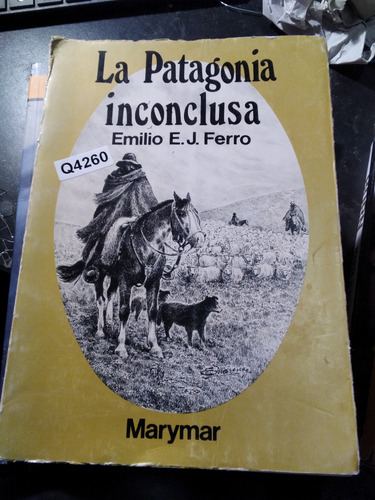 La Patagonia
inconclusa
Emilio E. J. Ferro
Q4260
Marymar